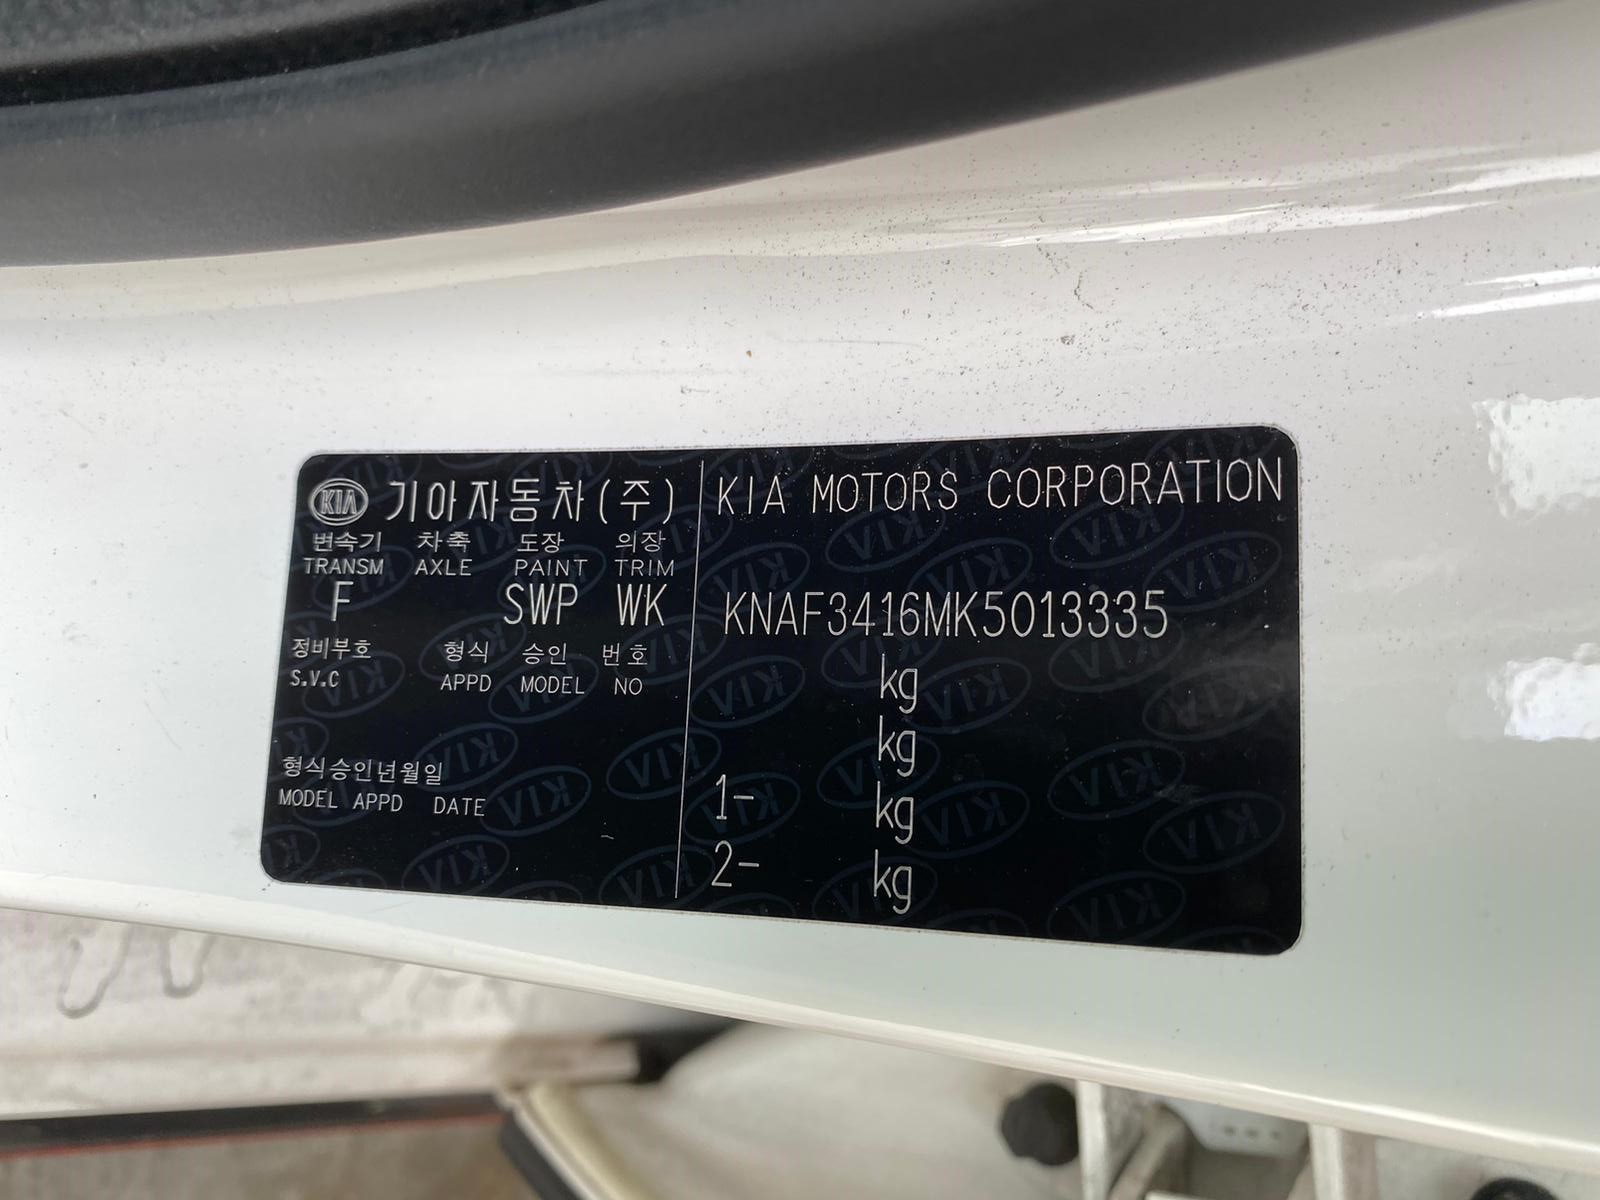 KIA 기아자동차(주)
변속기 차축 도장 의장
TRANSM AXLE PAINT TRIM
F SWP WK
정비부호 형식 승인 번호
S.V.C APPD MODEL NO
형식승인년월일
MODEL APPD DATE
KIA MOTORS CORPORATION
KNAF3416MK5013335
kg
kg
1- kg
2- kg